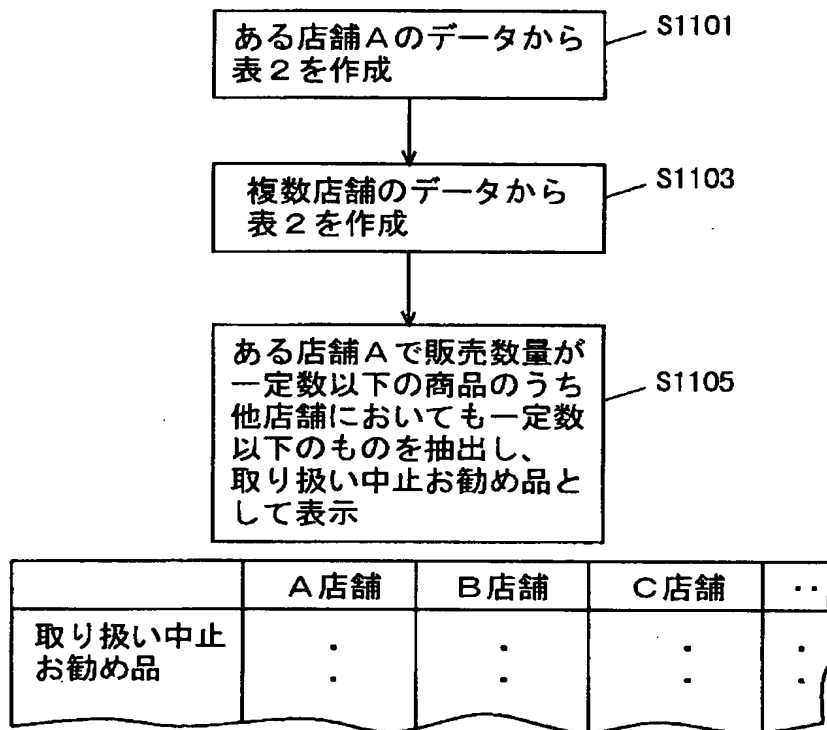 ある店舗Aのデータから
表2を作成
S1101
複数店舗のデータから
表2を作成
S1103
ある店舗Aで販売数量が
一定数以下の商品のうち
他店舗においても一定数
以下のものを抽出し、
取り扱い中止お勧め品と
して表示
S1105
A店舗 B店舗 C店舗 ‥
取り扱い中止
お勧め品